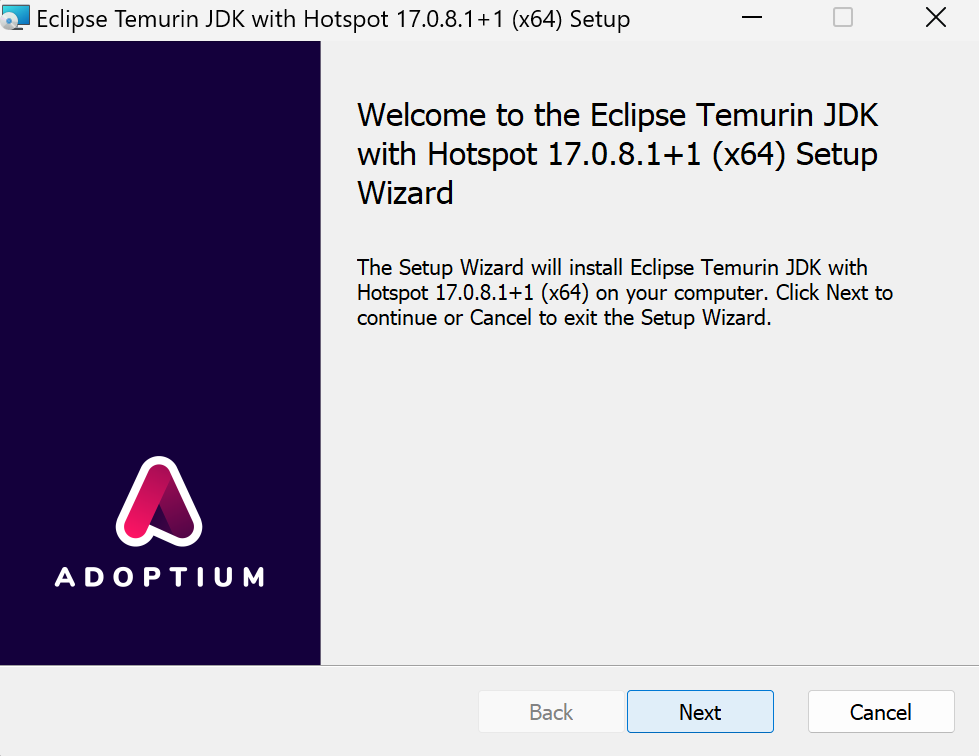 Eclipse Temurin JDK with Hotspot 17.0.8.1+1 (x64) Setup
Welcome to the Eclipse Temurin JDK
with Hotspot 17.0.8.1+1 (x64) Setup
Wizard
The Setup Wizard will install Eclipse Temurin JDK with
Hotspot 17.0.8.1+1 (x64) on your computer. Click Next to
continue or Cancel to exit the Setup Wizard.
ADOPTIUM
Back Next Cancel